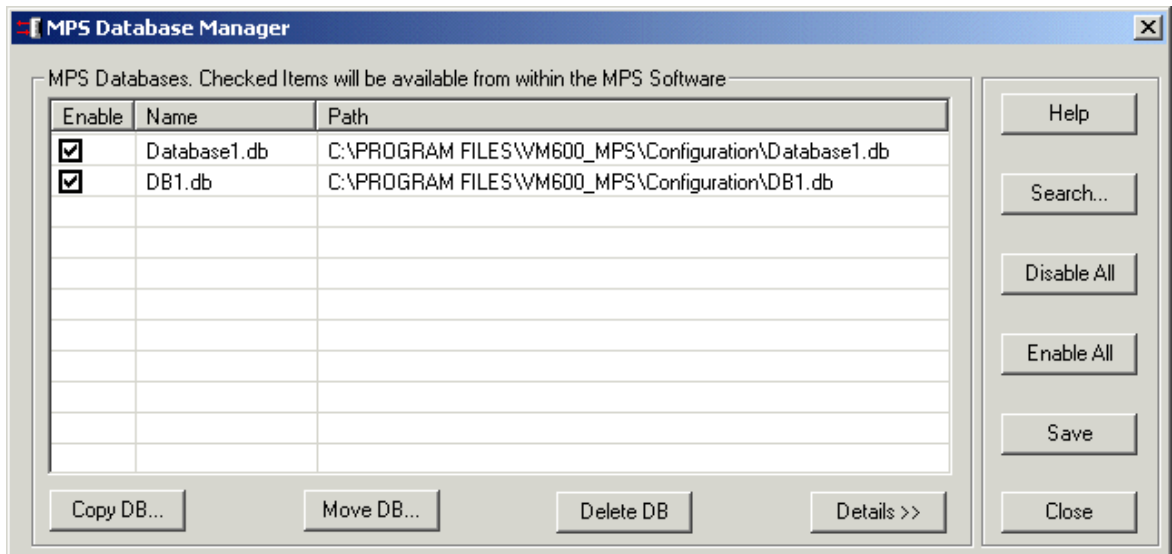 MPS Database Manager
MPS Databases. Checked Items will be available from within the MPS Software
Enable Name Path
Database1.db C:\PROGRAM FILES\VM600_MPS\Configuration\Database1.db
DB1.db C:\PROGRAM FILES\VM600_MPS\Configuration\DB1.db
Copy DB... Move DB... Delete DB Details >>
Help
Search...
Disable All
Enable All
Save
Close